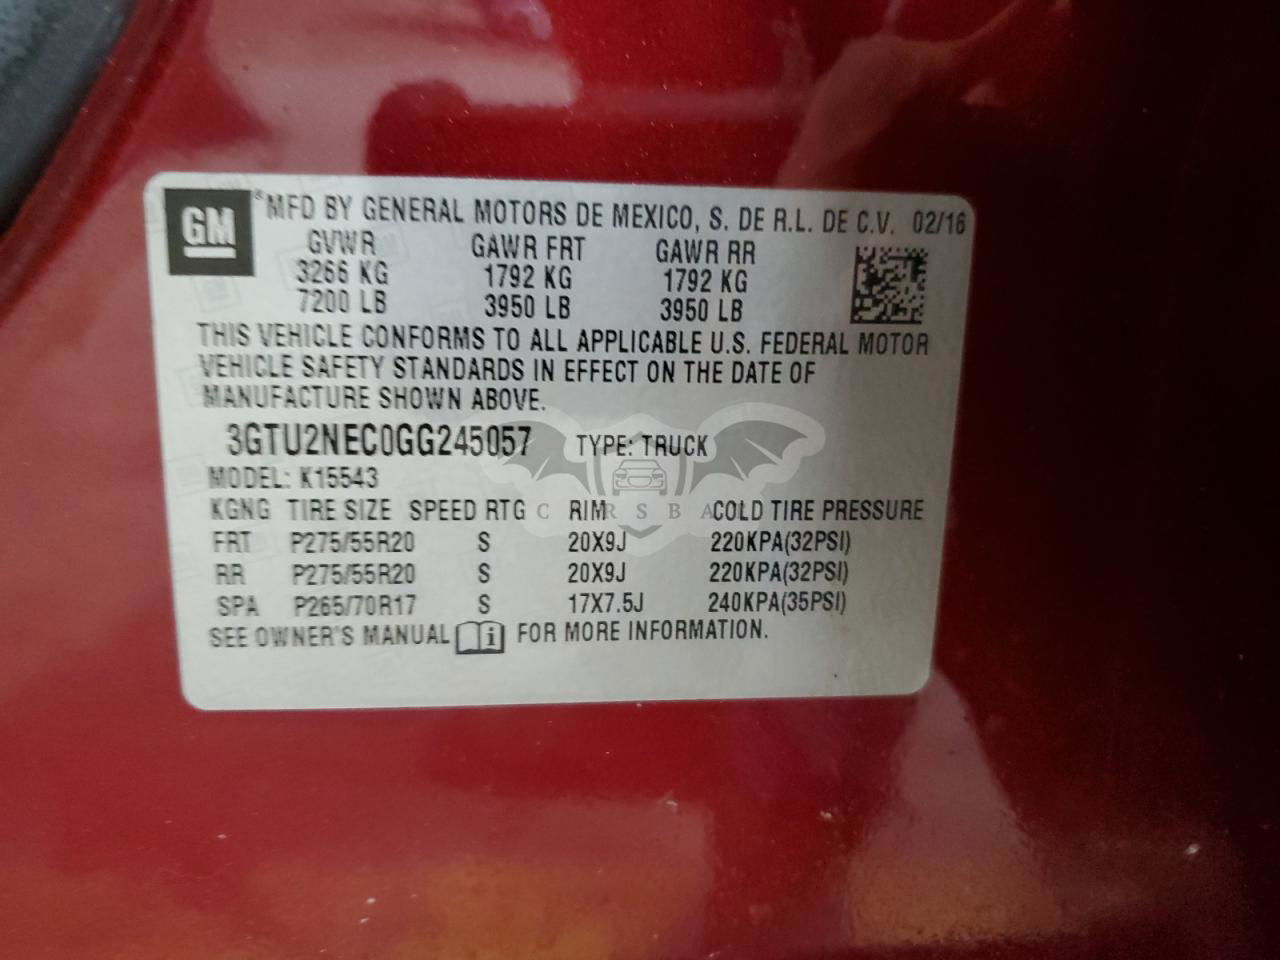 GM ® MFD BY GENERAL MOTORS DE MEXICO, S. DE R.L. DE C.V. 02/16
GVWR GAWR FRT GAWR RR
3266 KG 1792 KG 1792 KG
7200 LB 3950 LB 3950 LB
THIS VEHICLE CONFORMS TO ALL APPLICABLE U.S. FEDERAL MOTOR
VEHICLE SAFETY STANDARDS IN EFFECT ON THE DATE OF
MANUFACTURE SHOWN ABOVE.
3GTU2NEC0GG245057 TYPE: TRUCK
MODEL: K15543
KGNG TIRE SIZE SPEED RTG RIM COLD TIRE PRESSURE
FRT P275/55R20 S 20X9J 220KPA(32PSI)
RR P275/55R20 S 20X9J 220KPA(32PSI)
SPA P265/70R17 S 17X7.5J 240KPA(35PSI)
SEE OWNER'S MANUAL FOR MORE INFORMATION.